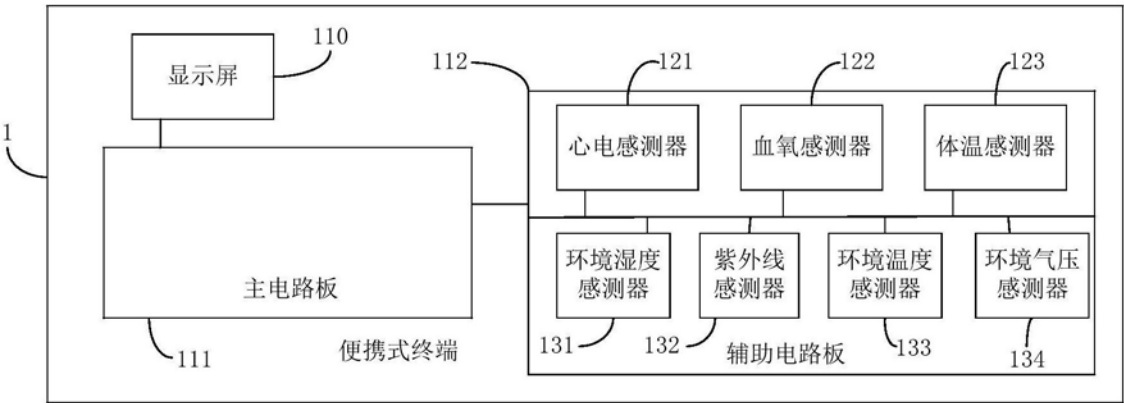 110
显示屏
112
121
122
123
1
心电感测器
血氧感测器
体温感测器
主电路板
环境湿度
感测器
紫外线
感测器
环境温度
感测器
环境气压
感测器
111
便携式终端
131
132
辅助电路板
133
134